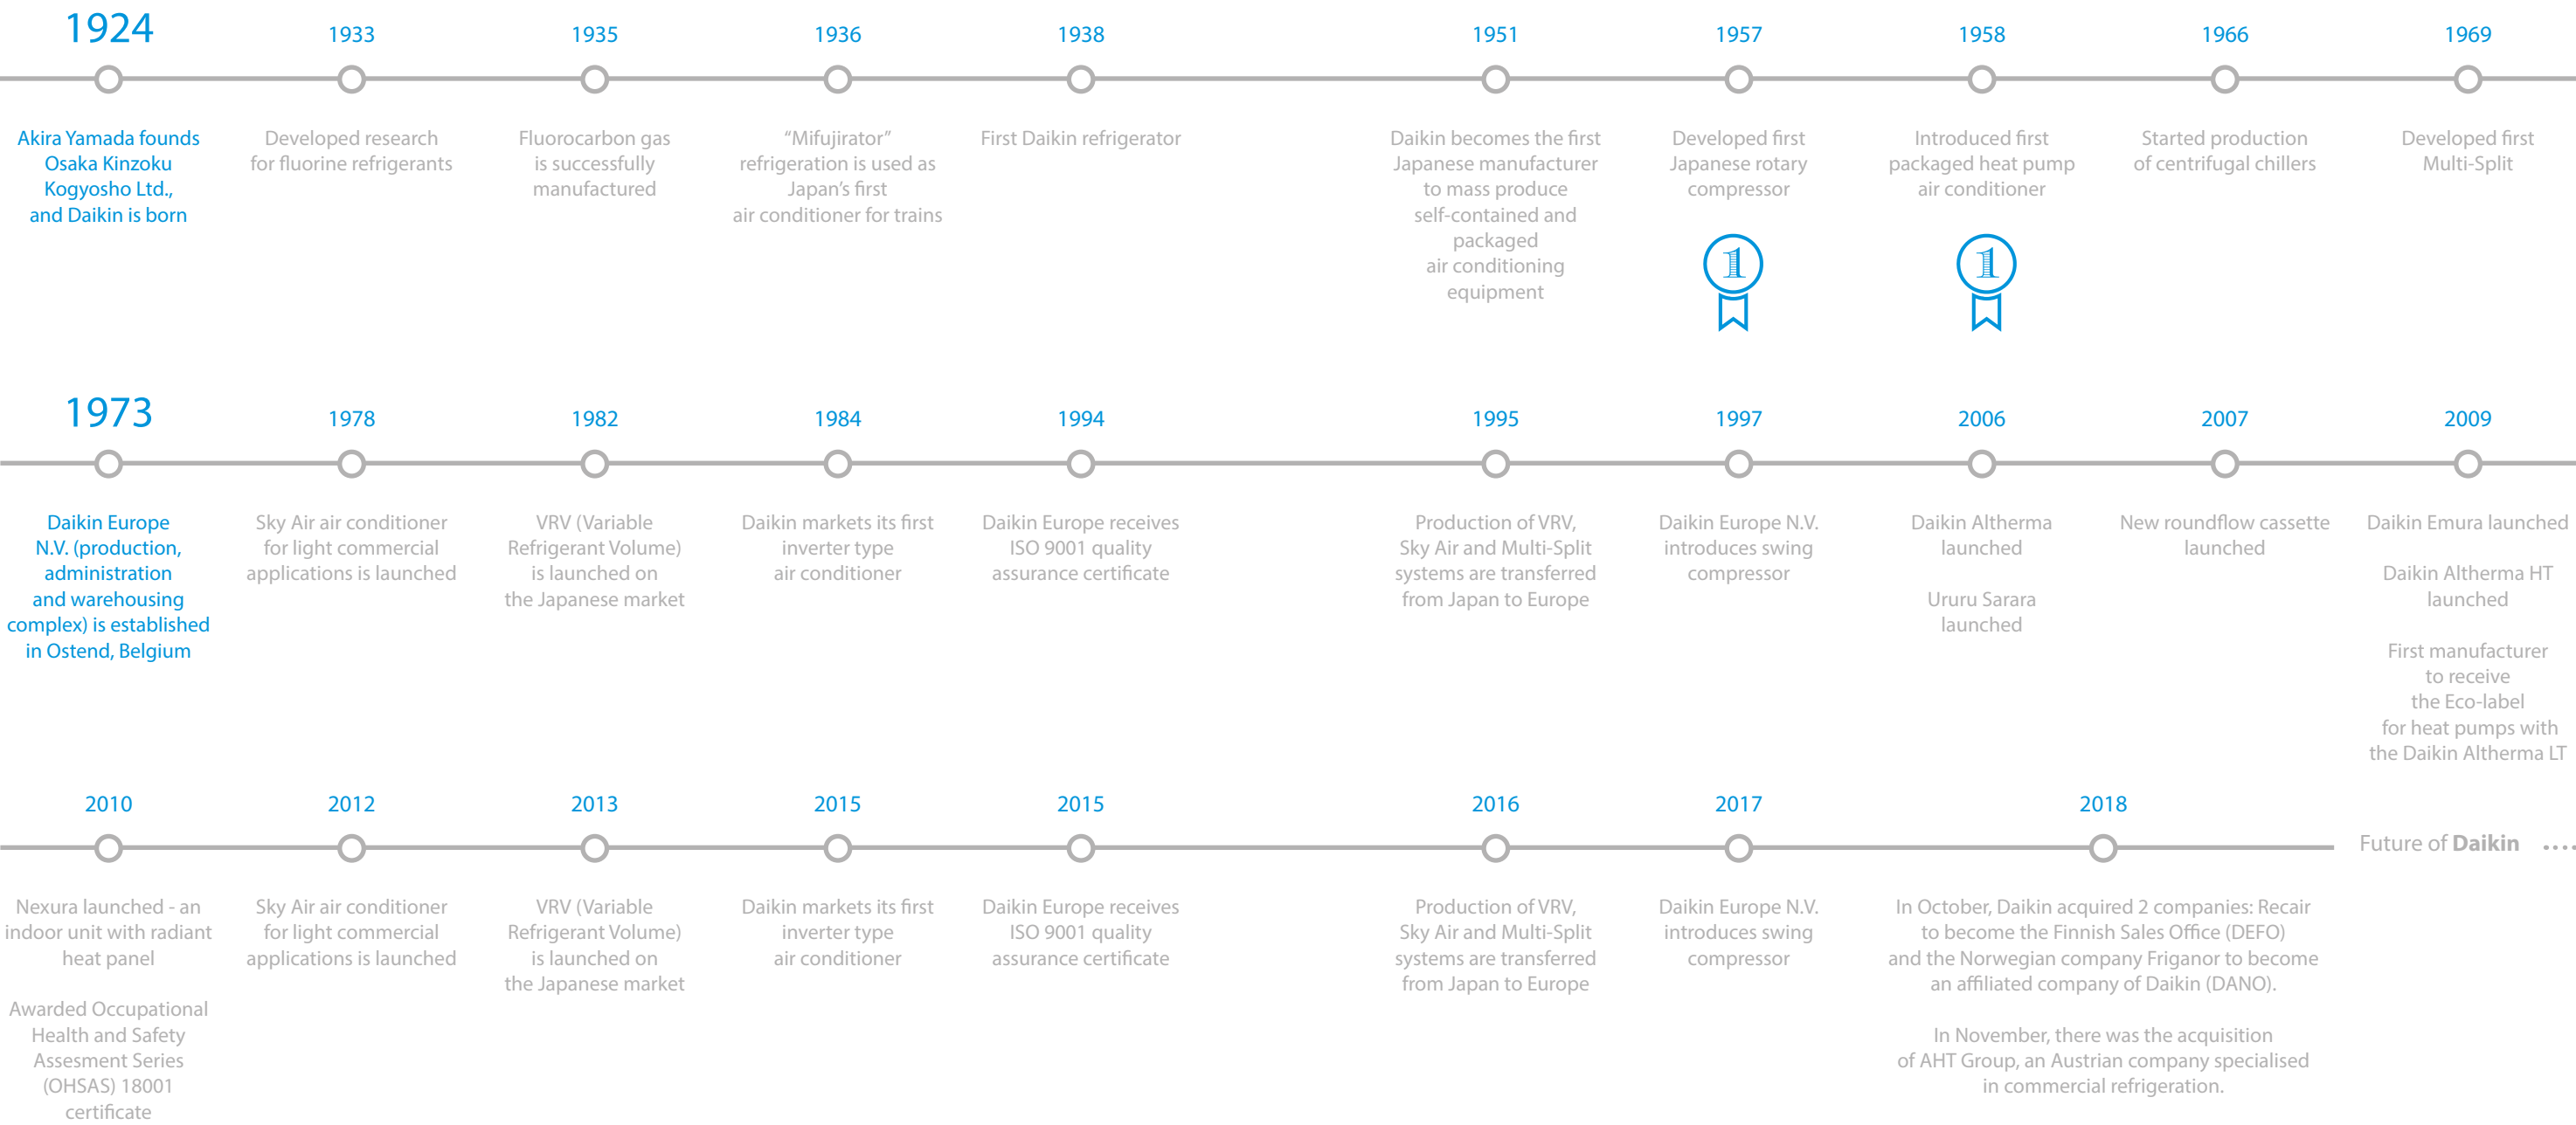 1924
Akira Yamada founds
Osaka Kinzoku
Kogyosho Ltd.,
and Daikin is born
1933
Developed research
for fluorine refrigerants
1935
Fluorocarbon gas
is successfully
manufactured
1936
“Mifujirator”
refrigeration is used as
Japan’s first
air conditioner for trains
1938
First Daikin refrigerator
1951
Daikin becomes the first
Japanese manufacturer
to mass produce
self-contained and
packaged
air conditioning
equipment
1957
Developed first
Japanese rotary
compressor
1
1958
Introduced first
packaged heat pump
air conditioner
1
1966
Started production
of centrifugal chillers
1969
Developed first
Multi-Split
1973
Daikin Europe
N.V. (production,
administration
and warehousing
complex) is established
in Ostend, Belgium
1978
Sky Air air conditioner
for light commercial
applications is launched
1982
VRV (Variable
Refrigerant Volume)
is launched on
the Japanese market
1984
Daikin markets its first
inverter type
air conditioner
1994
Daikin Europe receives
ISO 9001 quality
assurance certificate
1995
Production of VRV,
Sky Air and Multi-Split
systems are transferred
from Japan to Europe
1997
Daikin Europe N.V.
introduces swing
compressor
2006
Daikin Altherma
launched
Ururu Sarara
launched
2007
New roundflow cassette
launched
2009
Daikin Emura launched
Daikin Altherma HT
launched
First manufacturer
to receive
the Eco-label
for heat pumps with
the Daikin Altherma LT
2010
Nexura launched - an
indoor unit with radiant
heat panel
Awarded Occupational
Health and Safety
Assesment Series
(OHSAS) 18001
certificate
2012
Sky Air air conditioner
for light commercial
applications is launched
2013
VRV (Variable
Refrigerant Volume)
is launched on
the Japanese market
2015
Daikin markets its first
inverter type
air conditioner
2015
Daikin Europe receives
ISO 9001 quality
assurance certificate
2016
Production of VRV,
Sky Air and Multi-Split
systems are transferred
from Japan to Europe
2017
Daikin Europe N.V.
introduces swing
compressor
2018
In October, Daikin acquired 2 companies: Recair
to become the Finnish Sales Office (DEFO)
and the Norwegian company Friganor to become
an affiliated company of Daikin (DANO).
In November, there was the acquisition
of AHT Group, an Austrian company specialised
in commercial refrigeration.
Future of Daikin ....